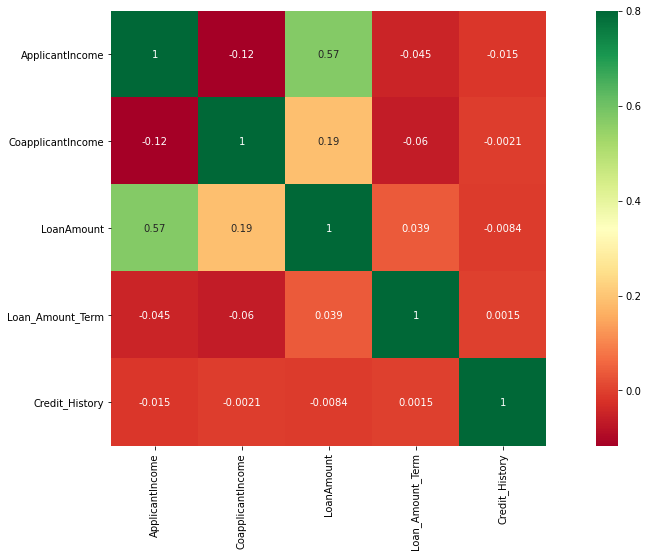 ApplicantIncome 1 -0.12 0.57 -0.045 -0.015
CoapplicantIncome -0.12 1 0.19 -0.06 -0.0021
LoanAmount 0.57 0.19 1 0.039 -0.0084
Loan_Amount_Term -0.045 -0.06 0.039 1 0.0015
Credit_History -0.015 -0.0021 -0.0084 0.0015 1
ApplicantIncome
CoapplicantIncome
LoanAmount
Loan_Amount_Term
Credit_History
0.8
0.6
0.4
0.2
0.0